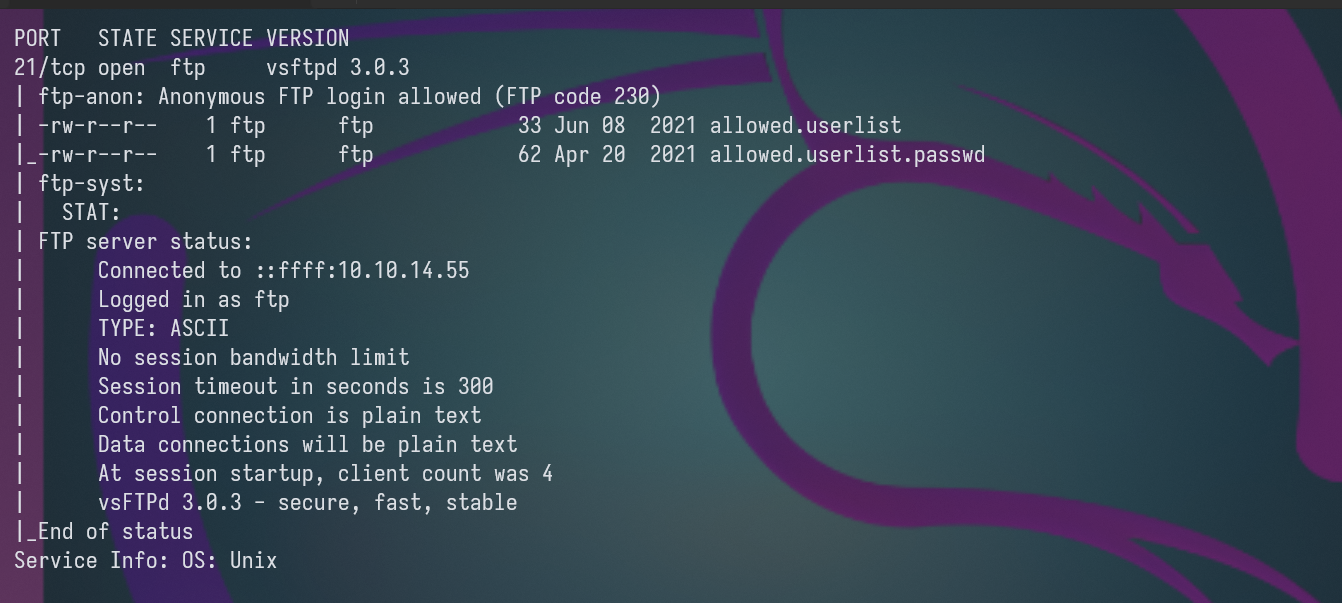 PORT   STATE SERVICE VERSION
21/tcp open  ftp     vsftpd 3.0.3
| ftp-anon: Anonymous FTP login allowed (FTP code 230)
| -rw-r--r--    1 ftp      ftp            33 Jun 08  2021 allowed.userlist
|_-rw-r--r--    1 ftp      ftp            62 Apr 20  2021 allowed.userlist.passwd
| ftp-syst:
|   STAT:
| FTP server status:
|      Connected to ::ffff:10.10.14.55
|      Logged in as ftp
|      TYPE: ASCII
|      No session bandwidth limit
|      Session timeout in seconds is 300
|      Control connection is plain text
|      Data connections will be plain text
|      At session startup, client count was 4
|      vsFTPd 3.0.3 - secure, fast, stable
|_End of status
Service Info: OS: Unix